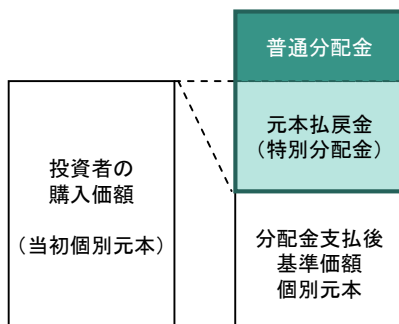 普通分配金
元本払戻金
（特別分配金）
投資者の
購入価額
（当初個別元本）
分配金支払後
基準価額
個別元本